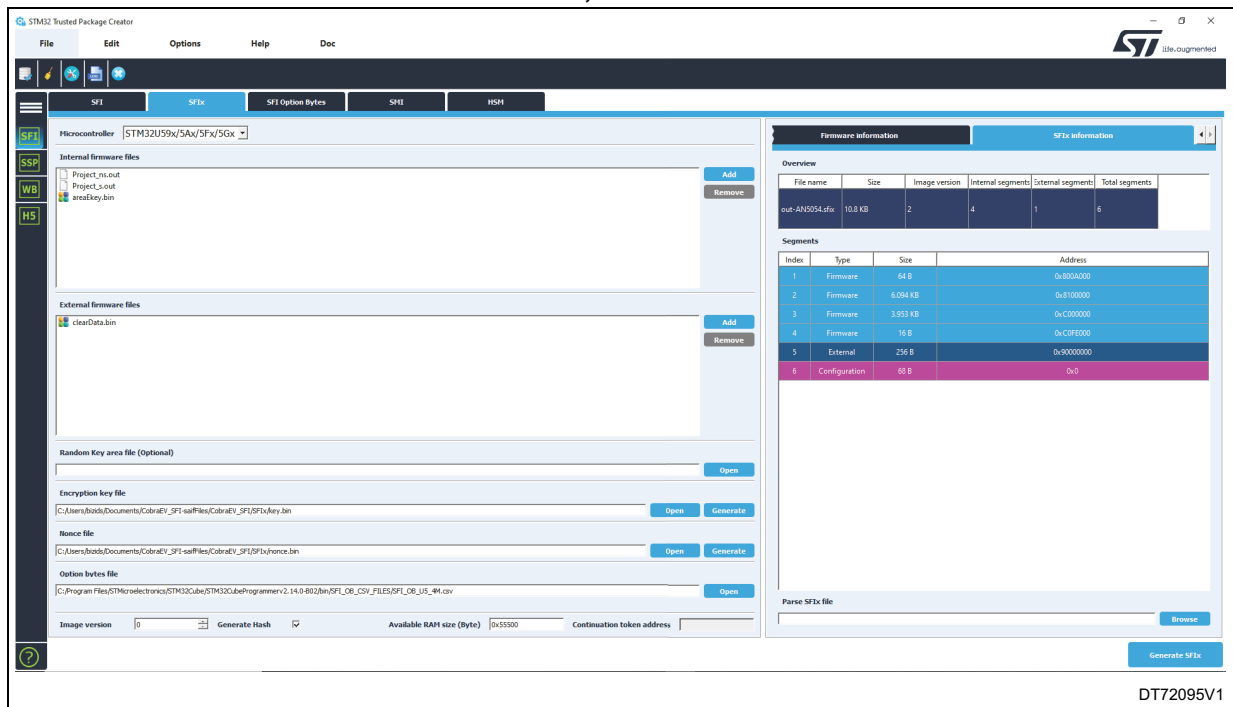 STM32 Trusted Package Creator
File Edit Options Help Doc
life.augmented
SFI SFIx SFI Option Bytes SMI HSM
SFI
SSP
WB
H5
Microcontroller STM32U59x/5Ax/5Fx/5Gx
Internal firmware files
Project_ns.out
Project_s.out
areaEkey.bin
Add
Remove
External firmware files
clearData.bin
Add
Remove
Random Key area file (Optional)
Open
Encryption key file
C:/Users/bizids/Documents/CobraEV_SFI-saifFiles/CobraEV_SFI/SFIx/key.bin Open Generate
Nonce file
C:/Users/bizids/Documents/CobraEV_SFI-saifFiles/CobraEV_SFI/SFIx/nonce.bin Open Generate
Option bytes file
C:/Program Files/STMicroelectronics/STM32Cube/STM32CubeProgrammerv2.14.0-B02/bin/SFI_OB_CSV_FILES/SFI_OB_U5_4M.csv Open
Image version 0 Generate Hash Available RAM size (Byte) 0x55500 Continuation token address
Firmware information SFIx information
Overview
File name Size Image version Internal segments External segments Total segments
out-AN5054.sfix 10.8 KB 2 4 1 6
Segments
Index Type Size Address
1 Firmware 64 B 0x800A000
2 Firmware 6.094 KB 0x8100000
3 Firmware 3.953 KB 0xC000000
4 Firmware 16 B 0xC0FE000
5 External 256 B 0x90000000
6 Configuration 68 B 0x0
Parse SFIx file
Browse
Generate SFIx
DT72095V1